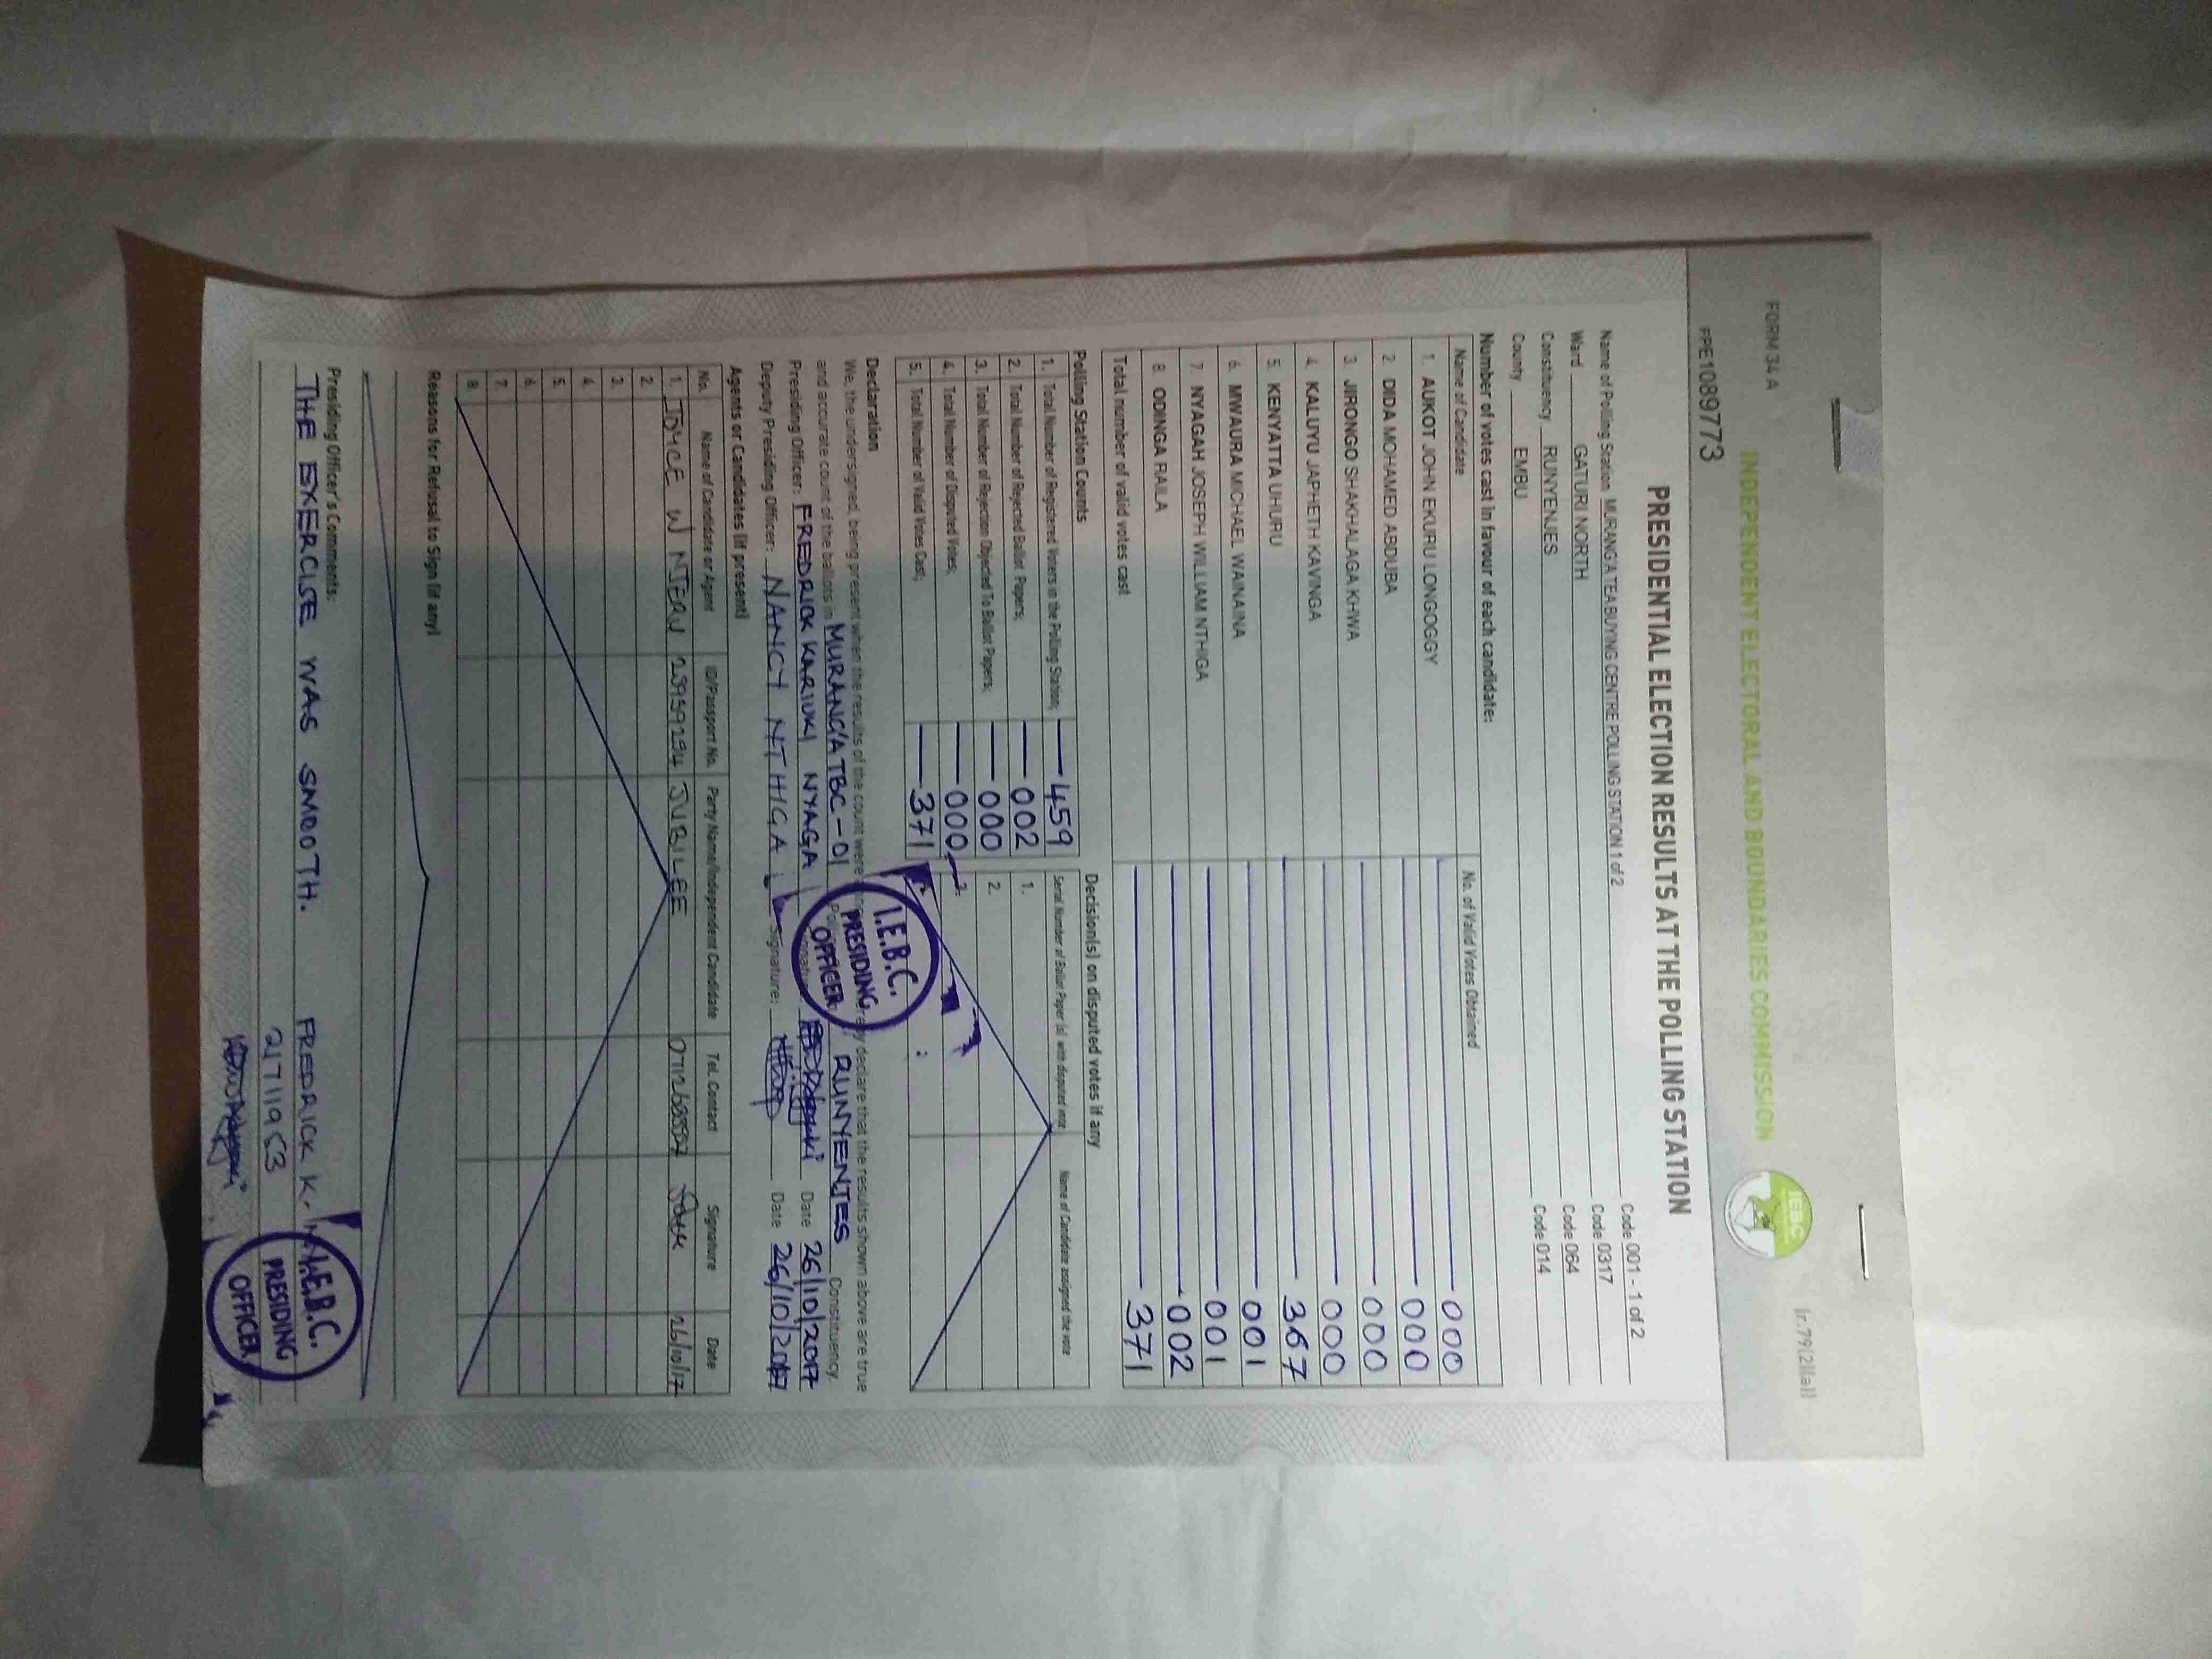 FORM 34 A
Ir.79(2)(a)]
INDEPENDENT ELECTORAL AND BOUNDARIES COMMISSION
IEBC
PPE1089773
PRESIDENTIAL ELECTION RESULTS AT THE POLLING STATION
Name of Polling Station MURANG'A TEA BUYING CENTRE POLLING STATION 1 of 2 Code 001 - 1 of 2
Ward GATURI NORTH Code 0317
Constituency RUNYENJES Code 064
County EMBU Code 014
Number of votes cast in favour of each candidate:
Name of Candidate No. of Valid Votes Obtained
1. AUKOT JOHN EKURU LONGOGGY 000
2. DIDA MOHAMED ABDUBA 000
3. JIRONGO SHAKHALAGA KHWA 000
4. KALUYU JAPHETH KAVINGA 000
5. KENYATTA UHURU 367
6. MWAURA MICHAEL WAINAINA 001
7. NYAGAH JOSEPH WILLIAM NTHIGA 001
8. ODINGA RAILA 002
Total number of valid votes cast 371
Polling Station Counts
1. Total Number of Registered Voters in the Polling Station; 459
2. Total Number of Rejected Ballot Papers; 002
3. Total Number of Rejection Objected To Ballot Papers; 000
4. Total Number of Disputed Votes; 000
5. Total Number of Valid Votes Cast; 371
Decision(s) on disputed votes if any
Serial Number of Ballot Paper (s) with disputed vote Name of Candidate assigned the vote
1.
2.
3.
Declaration
We, the undersigned, being present when the results of the count were declare that the results shown above are true
and accurate count of the ballots in MURANG'A TBC-01 RUNYENJES Constituency.
Presiding Officer: FREDRICK KARIUKI NYAGA Date 26/10/2017
Deputy Presiding Officer: NANCY NTHIGA Signature: Date 26/10/2017
I.E.B.C.
PRESIDING
OFFICER
Agents or Candidates (if present)
No. Name of Candidate or Agent ID/Passport No. Party Name/Independent Candidate Tel. Contact Signature Date
1. JOYCE W NJERU 23959294 JUBILEE 26/10/17
2.
3.
4.
5.
6.
7.
8.
Reasons for Refusal to Sign (if any)
Presiding Officer's Comments:
THE EXERCISE WAS SMOOTH. FREDRICK K.
21711953
I.E.B.C.
PRESIDING
OFFICER